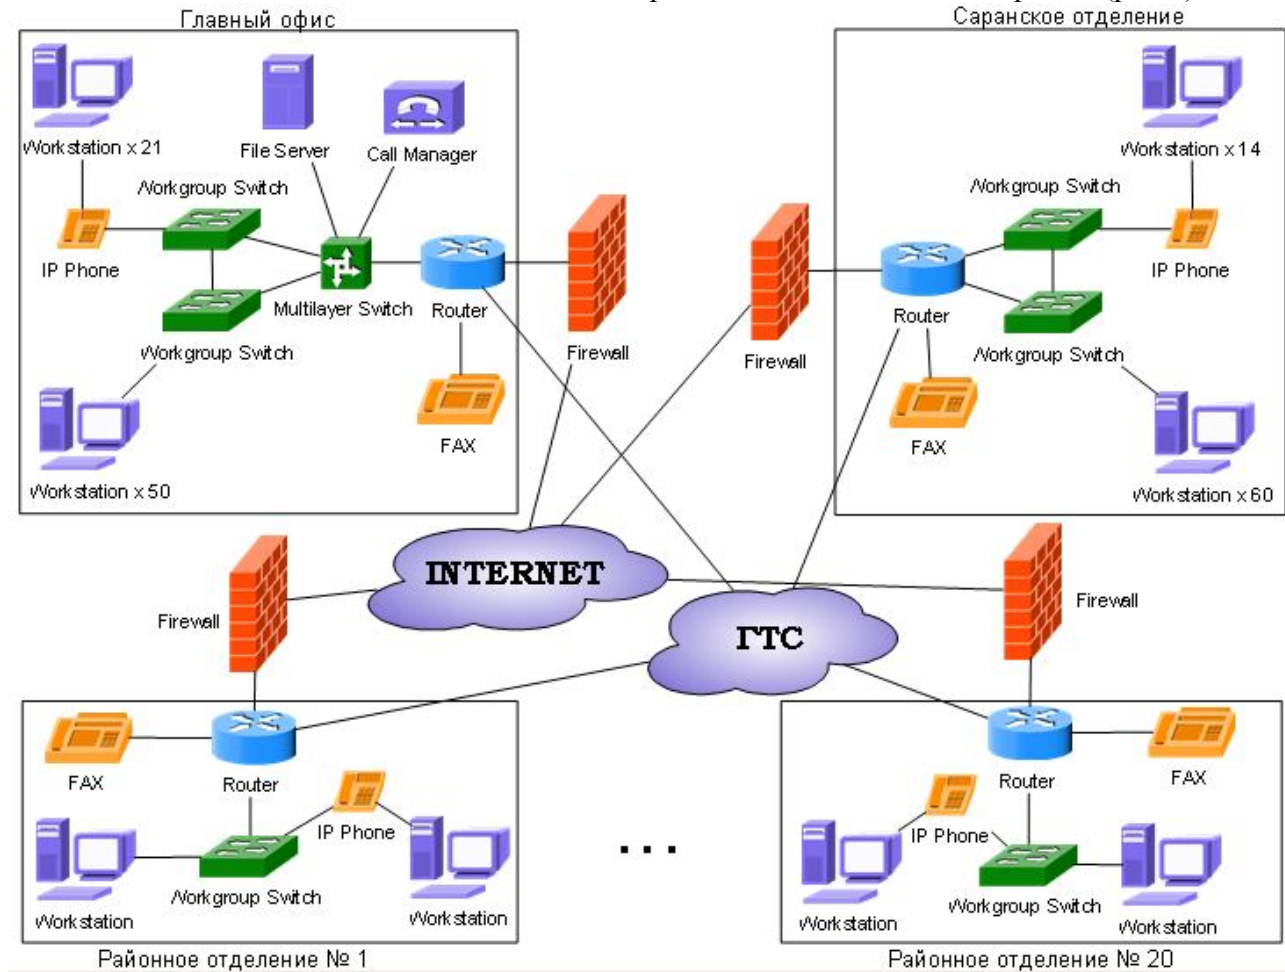 Главный офис
Саранское отделение
Workstation x 21
File Server
Call Manager
Workgroup Switch
IP Phone
Workgroup Switch
Multilayer Switch
Router
Firewall
FAX
Workstation x 50
Workstation x 14
Workgroup Switch
IP Phone
Router
Firewall
Workgroup Switch
FAX
Workstation x 60
INTERNET
ГТС
Firewall
Firewall
FAX
Router
IP Phone
Workgroup Switch
Workstation
Workstation
Районное отделение № 1
...
Router
FAX
IP Phone
Workgroup Switch
Workstation
Workstation
Районное отделение № 20